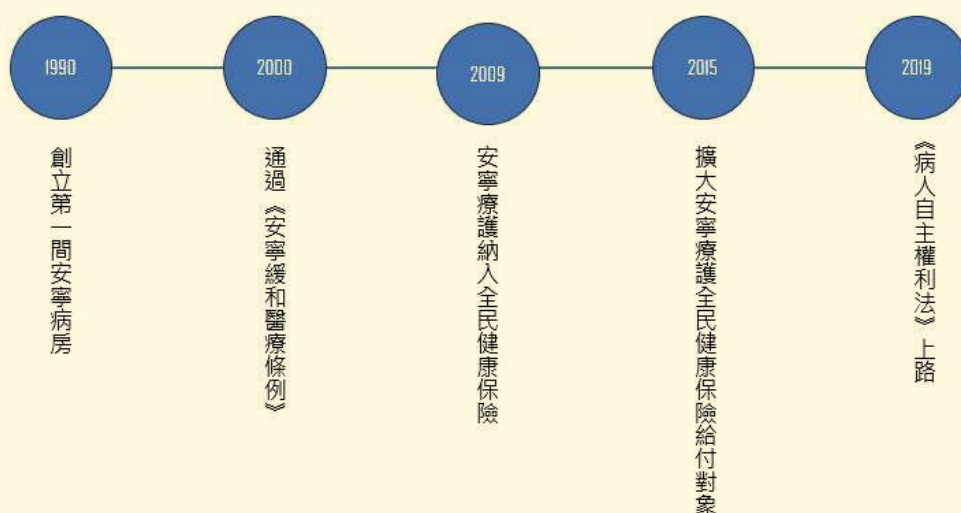 1990
2000
2009
2015
2019
創立第一間安寧病房
通過《安寧緩和醫療條例》
安寧療護納入全民健康保險
擴大安寧療護全民健康保險給付對象
《病人自主權利法》上路